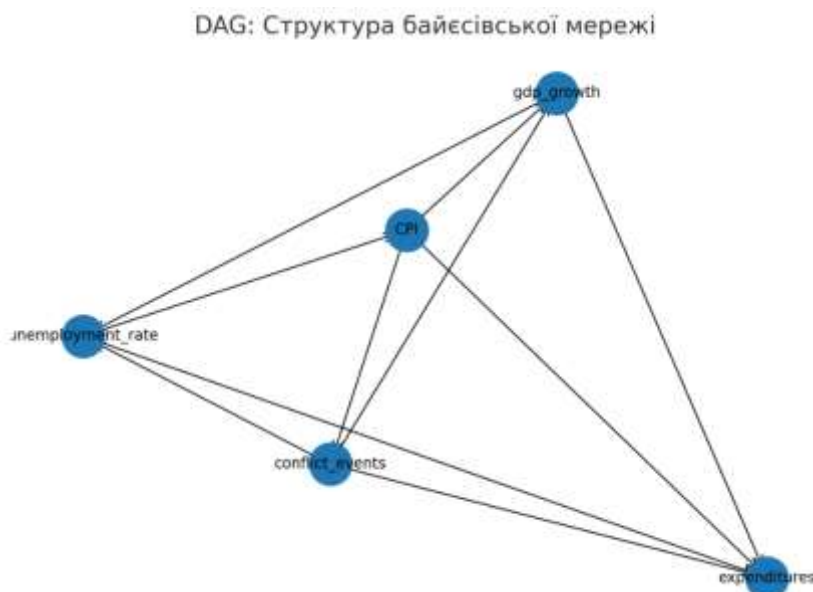 DAG: Структура байєсівської мережі
gdp_growth
CPI
unemployment_rate
conflict_events
expenditures